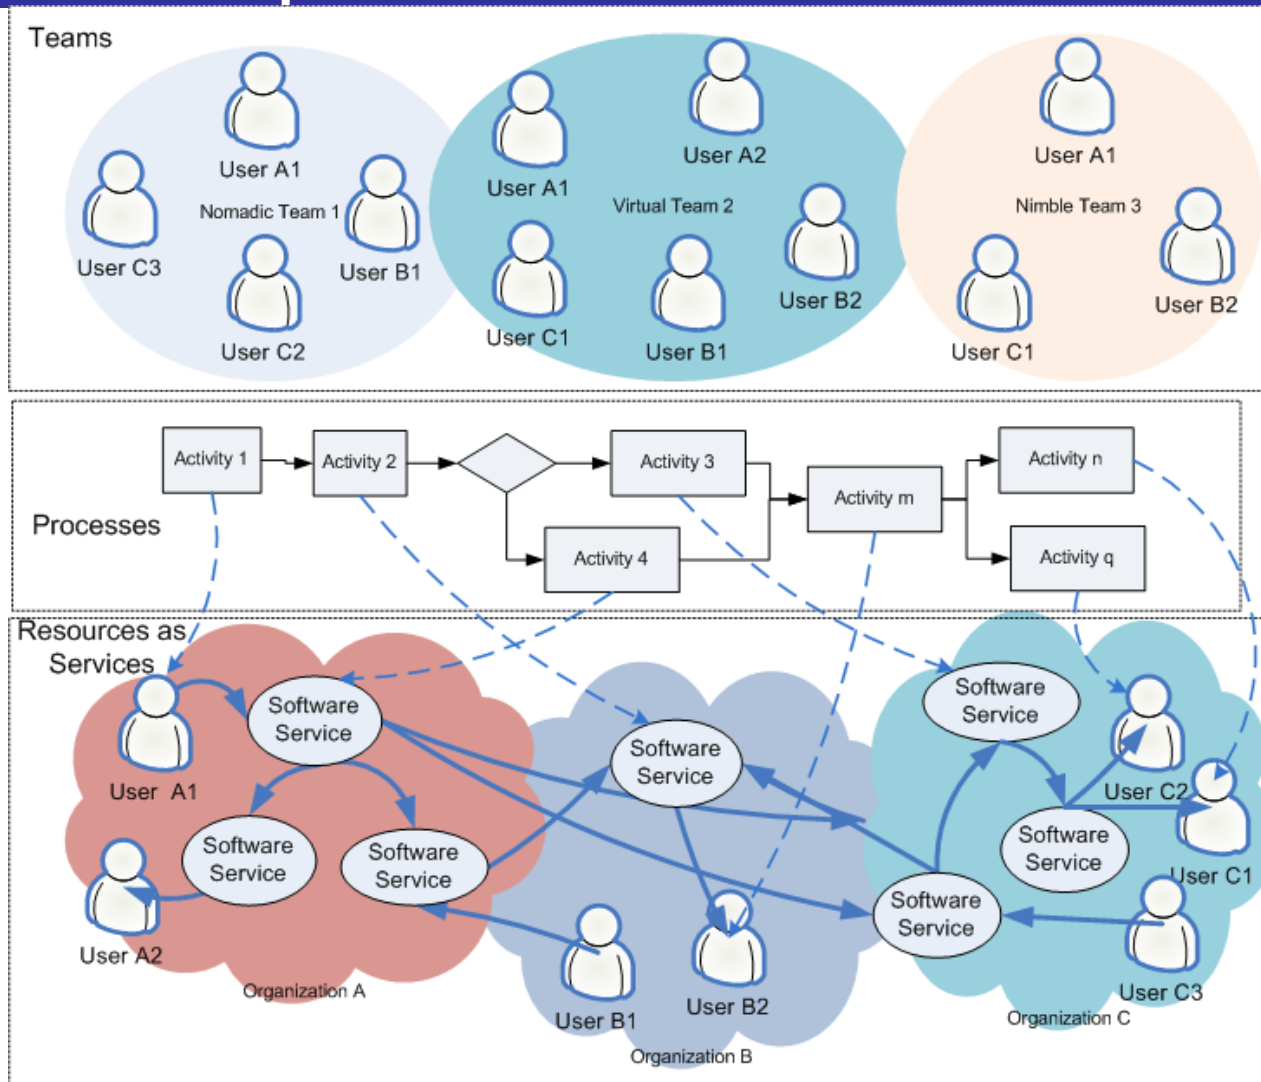 Teams
User A1
Nomadic Team 1
User C3
User B1
User C2
User A2
User A1
Virtual Team 2
User B2
User C1
User B1
User A1
Nimble Team 3
User B2
User C1
Processes
Activity 1
Activity 2
Activity 3
Activity 4
Activity m
Activity n
Activity q
Resources as
Services
User A1
Software
Service
Software
Service
Software
Service
User A2
Organization A
Software
Service
User B1
User B2
Organization B
Software
Service
User C2
Software
Service
User C1
Software
Service
User C3
Organization C